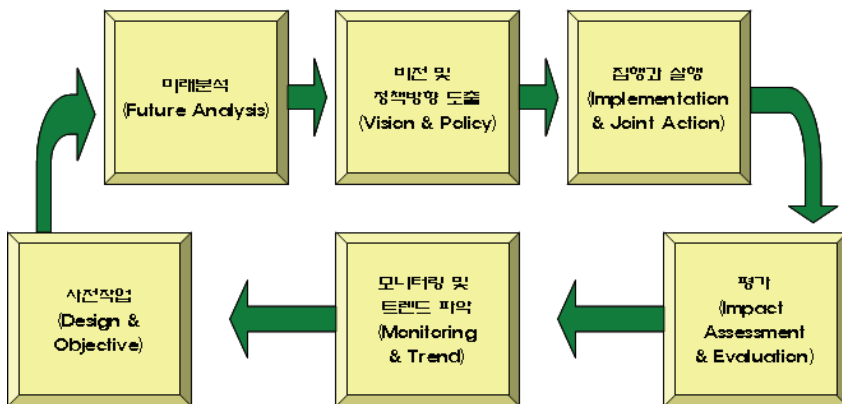 미래분석
(Future Analysis)
비전 및
정책방향 도출
(Vision & Policy)
집행과 실행
(Implementation
& Joint Action)
사전작업
(Design &
Objective)
모니터링 및
트렌드 파악
(Monitoring
& Trend)
평가
(Impact
Assessment
& Evaluation)